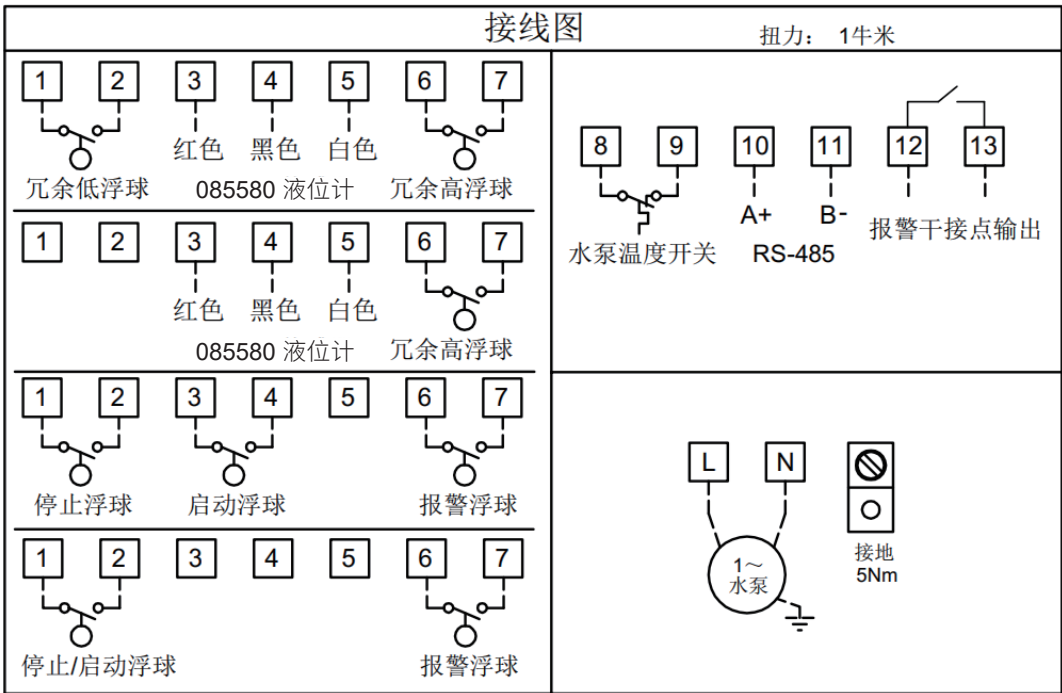 接线图 扭力： 1牛米
1 2 3 4 5 6 7
红色 黑色 白色
冗余低浮球 085580 液位计 冗余高浮球
1 2 3 4 5 6 7
红色 黑色 白色
085580 液位计 冗余高浮球
1 2 3 4 5 6 7
停止浮球 启动浮球 报警浮球
1 2 3 4 5 6 7
停止/启动浮球 报警浮球
8 9 10 11 12 13
A+ B-
水泵温度开关 RS-485 报警干接点输出
L N
1～
水泵
接地
5Nm